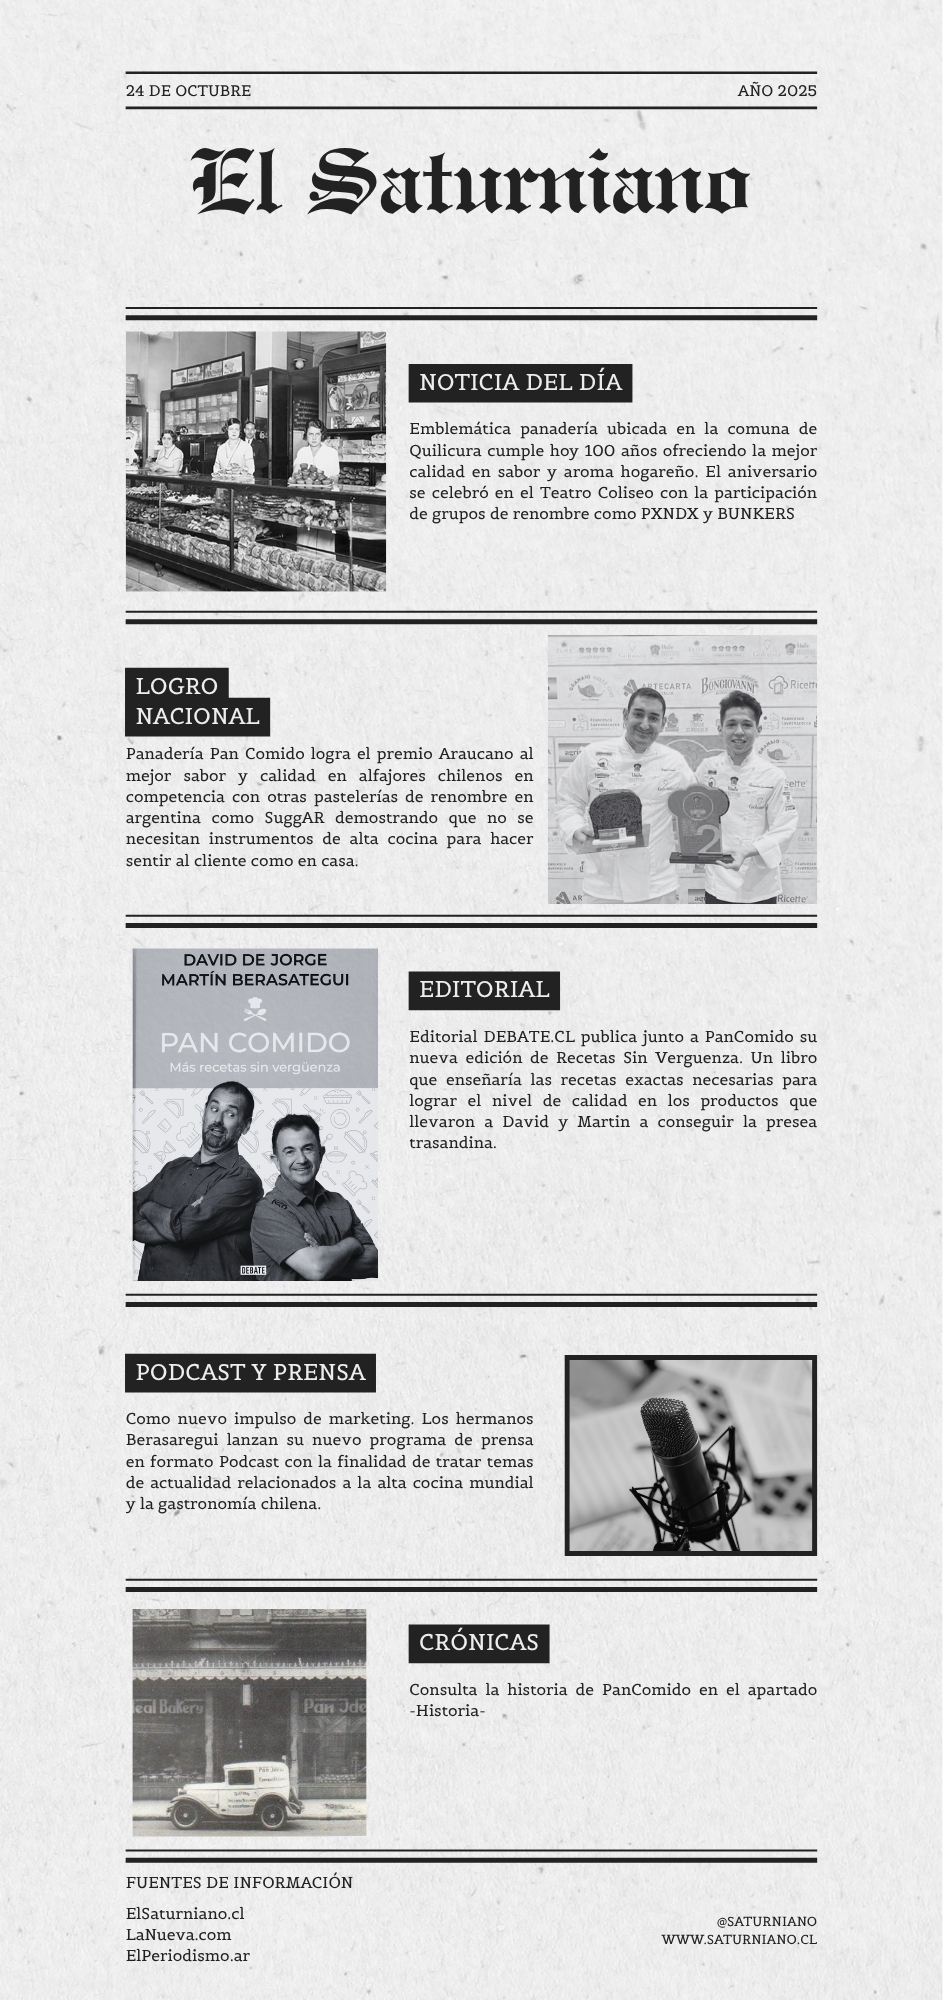 24 DE OCTUBRE
AÑO 2025
El Saturniano
NOTICIA DEL DÍA
Emblemática panadería ubicada en la comuna de
Quilicura cumple hoy 100 años ofreciendo la mejor
calidad en sabor y aroma hogareño. El aniversario
se celebró en el Teatro Coliseo con la participación
de grupos de renombre como PXNDX y BUNKERS
LOGRO
NACIONAL
Panadería Pan Comido logra el premio Araucano al
mejor sabor y calidad en alfajores chilenos en
competencia con otras pastelerías de renombre en
argentina como SuggAR demostrando que no se
necesitan instrumentos de alta cocina para hacer
sentir al cliente como en casa.
ARTECARTA
BONGIOVANNI
Ricette
2
Ricette
DAVID DE JORGE
MARTÍN BERASATEGUI
PAN COMIDO
Más recetas sin vergüenza
DEBATE
EDITORIAL
Editorial DEBATE.CL publica junto a PanComido su
nueva edición de Recetas Sin Verguenza. Un libro
que enseñaría las recetas exactas necesarias para
lograr el nivel de calidad en los productos que
llevaron a David y Martin a conseguir la presea
trasandina.
PODCAST Y PRENSA
Como nuevo impulso de marketing. Los hermanos
Berasaregui lanzan su nuevo programa de prensa
en formato Podcast con la finalidad de tratar temas
de actualidad relacionados a la alta cocina mundial
y la gastronomía chilena.
eal Bakery
Pan Ide
CRÓNICAS
Consulta la historia de PanComido en el apartado
-Historia-
FUENTES DE INFORMACIÓN
ElSaturniano.cl
LaNueva.com
ElPeriodismo.ar
@SATURNIANO
WWW.SATURNIANO.CL